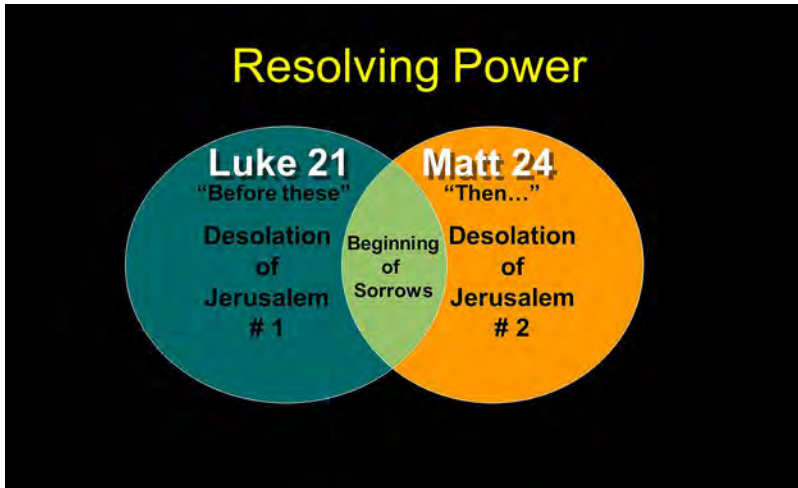 Resolving Power
Luke 21
"Before these"
Desolation
of
Jerusalem
# 1
Beginning
of
Sorrows
Matt 24
"Then..."
Desolation
of
Jerusalem
# 2